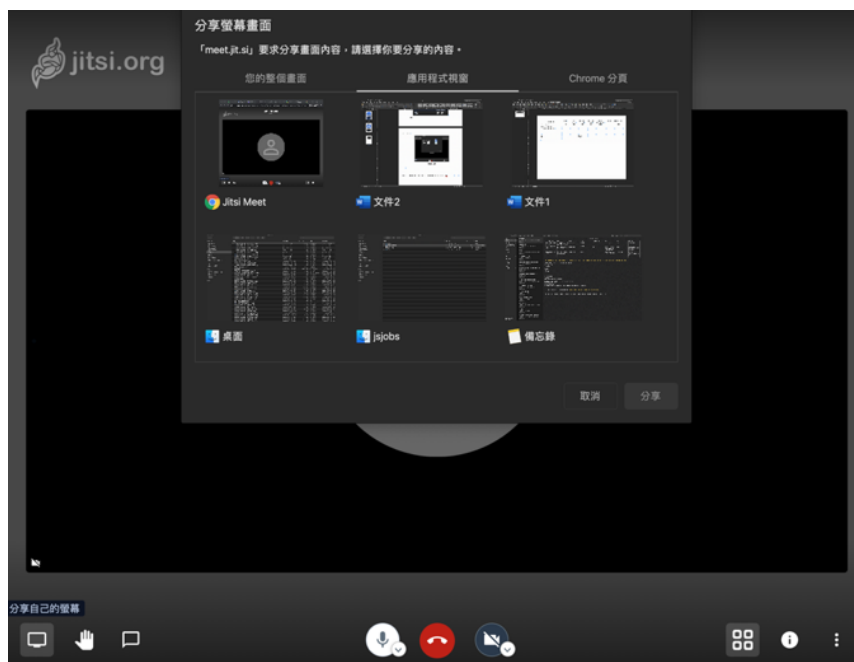 分享螢幕畫面
「meet.jit.si」要求分享畫面內容，請選擇你要分享的內容。
jitsi.org
您的整個畫面
應用程式視窗
Chrome 分頁
Jitsi Meet
文件2
文件1
桌面
jsjobs
備忘錄
取消
分享
分享自己的螢幕